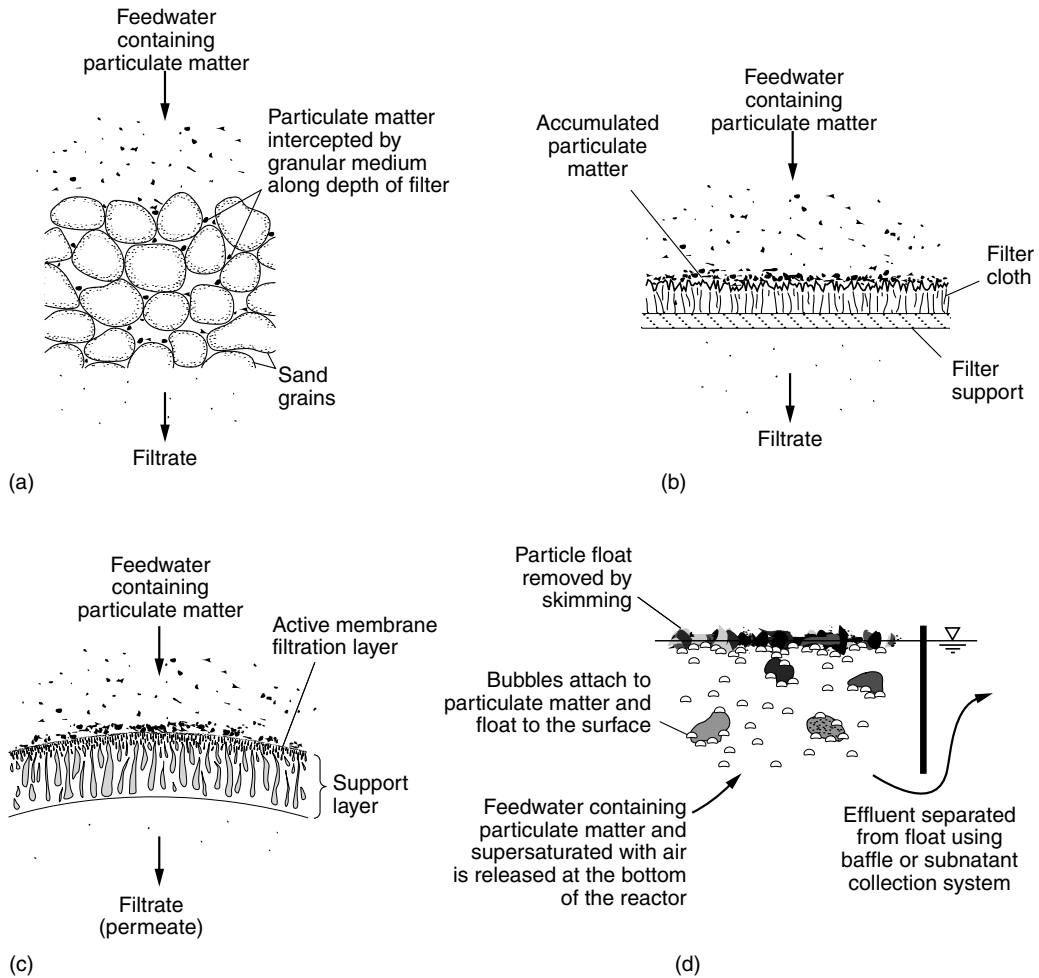 Feedwater
containing
particulate matter
Particulate matter
intercepted by
granular medium
along depth of filter
Sand
grains
Filtrate
(a)
Feedwater
containing
particulate matter
Accumulated
particulate
matter
Filter
cloth
Filter
support
Filtrate
(b)
Feedwater
containing
particulate matter
Active membrane
filtration layer
Support
layer
Filtrate
(permeate)
(c)
Particle float
removed by
skimming
Bubbles attach to
particulate matter and
float to the surface
Feedwater containing
particulate matter and
supersaturated with air
is released at the bottom
of the reactor
Effluent separated
from float using
baffle or subnatant
collection system
(d)